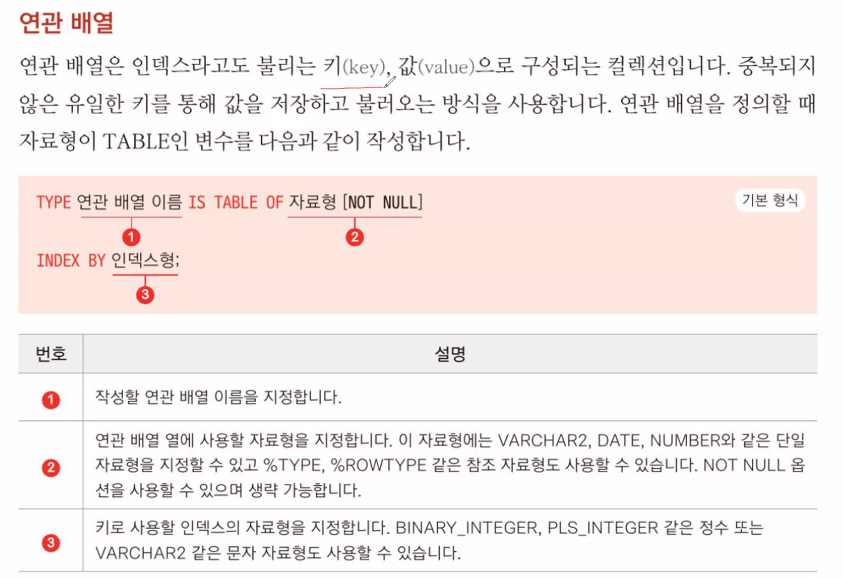 연관 배열
연관 배열은 인덱스라고도 불리는 키(key), 값(value)으로 구성되는 컬렉션입니다. 중복되지
않은 유일한 키를 통해 값을 저장하고 불러오는 방식을 사용합니다. 연관 배열을 정의할 때
자료형이 TABLE인 변수를 다음과 같이 작성합니다.
TYPE 연관 배열 이름 IS TABLE OF 자료형 [NOT NULL]
기본 형식
1 2
INDEX BY 인덱스형;
3
번호 설명
1 작성할 연관 배열 이름을 지정합니다.
연관 배열 열에 사용할 자료형을 지정합니다. 이 자료형에는 VARCHAR2, DATE, NUMBER와 같은 단일
2 자료형을 지정할 수 있고 %TYPE, %ROWTYPE 같은 참조 자료형도 사용할 수 있습니다. NOT NULL 옵
션을 사용할 수 있으며 생략 가능합니다.
키로 사용할 인덱스의 자료형을 지정합니다. BINARY_INTEGER, PLS_INTEGER 같은 정수 또는
3 VARCHAR2 같은 문자 자료형도 사용할 수 있습니다.